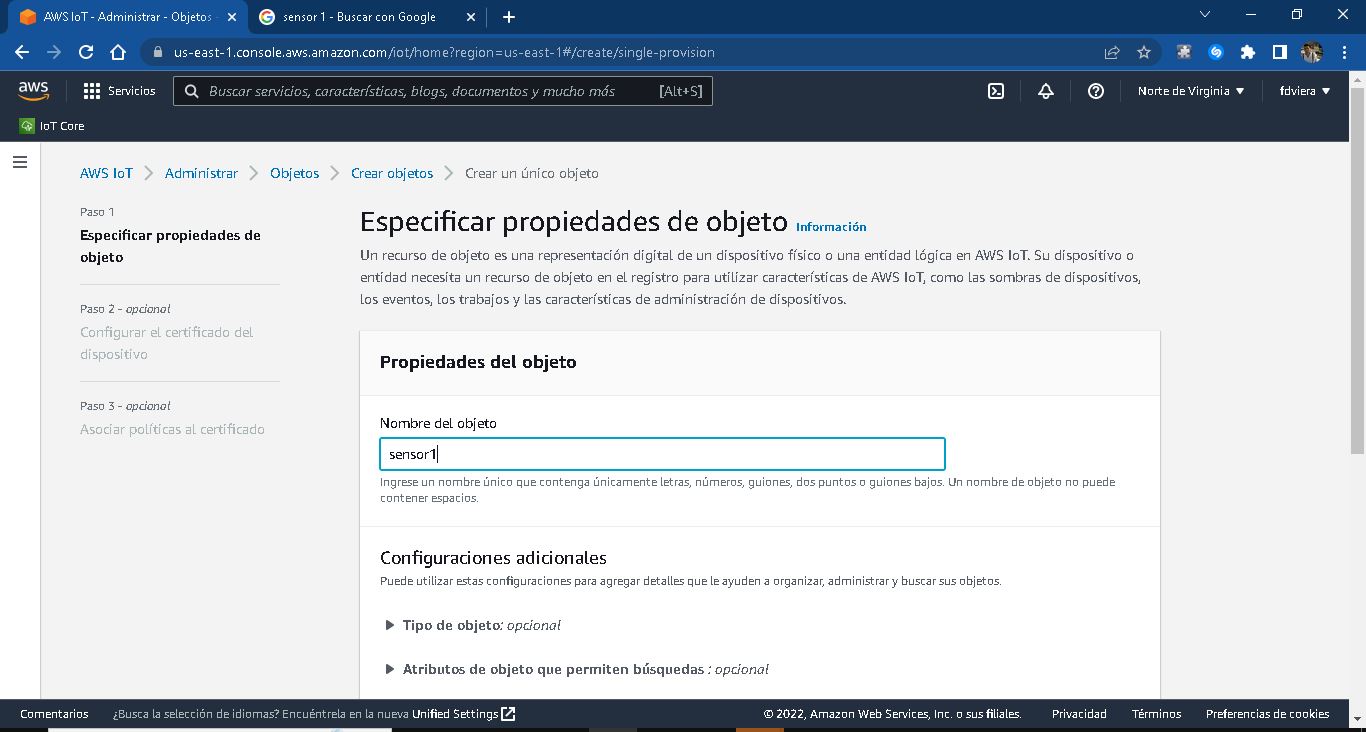 AWS IoT - Administrar - Objetos -
sensor 1 - Buscar con Google
us-east-1.console.aws.amazon.com/iot/home?region=us-east-1#/create/single-provision
aws
Servicios
Buscar servicios, características, blogs, documentos y mucho más
[Alt+S]
Norte de Virginia
fdviera
IoT Core
AWS IoT
Administrar
Objetos
Crear objetos
Crear un único objeto
Paso 1
Especificar propiedades de
objeto
Paso 2 - opcional
Configurar el certificado del
dispositivo
Paso 3 - opcional
Asociar políticas al certificado
Especificar propiedades de objeto Información
Un recurso de objeto es una representación digital de un dispositivo físico o una entidad lógica en AWS IoT. Su dispositivo o
entidad necesita un recurso de objeto en el registro para utilizar características de AWS IoT, como las sombras de dispositivos,
los eventos, los trabajos y las características de administración de dispositivos.
Propiedades del objeto
Nombre del objeto
sensor1
Ingrese un nombre único que contenga únicamente letras, números, guiones, dos puntos o guiones bajos. Un nombre de objeto no puede
contener espacios.
Configuraciones adicionales
Puede utilizar estas configuraciones para agregar detalles que le ayuden a organizar, administrar y buscar sus objetos.
Tipo de objeto: opcional
Atributos de objeto que permiten búsquedas : opcional
Comentarios
¿Busca la selección de idiomas? Encuéntrela en la nueva Unified Settings
© 2022, Amazon Web Services, Inc. o sus filiales.
Privacidad
Términos
Preferencias de cookies